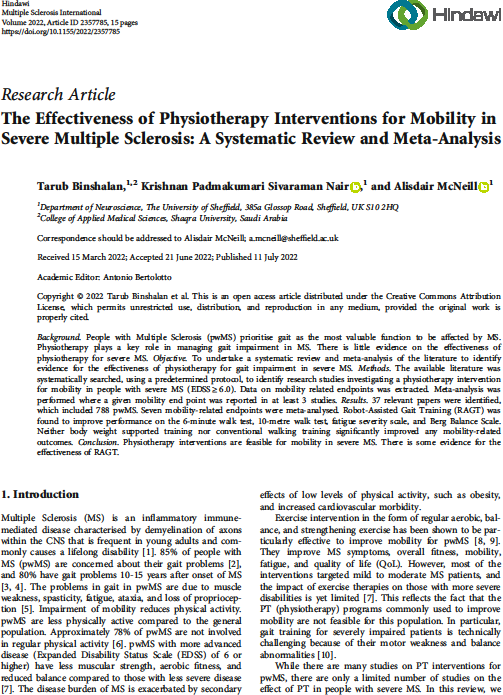 Hindawi
Multiple Sclerosis International
Volume 2022, Article ID 2357785, 15 pages
https://doi.org/10.1155/2022/2357785
Hindawi
Research Article
The Effectiveness of Physiotherapy Interventions for Mobility in
Severe Multiple Sclerosis: A Systematic Review and Meta-Analysis
Tarub Binshalan,1,2 Krishnan Padmakumari Sivaraman Nair iD,1 and Alisdair McNeill iD1
1Department of Neuroscience, The University of Sheffield, 385a Glossop Road, Sheffield, UK S10 2HQ
2College of Applied Medical Sciences, Shaqra University, Saudi Arabia
Correspondence should be addressed to Alisdair McNeill; a.mcneill@sheffield.ac.uk
Received 15 March 2022; Accepted 21 June 2022; Published 11 July 2022
Academic Editor: Antonio Bertolotto
Copyright © 2022 Tarub Binshalan et al. This is an open access article distributed under the Creative Commons Attribution
License, which permits unrestricted use, distribution, and reproduction in any medium, provided the original work is
properly cited.
Background. People with Multiple Sclerosis (pwMS) prioritise gait as the most valuable function to be affected by MS.
Physiotherapy plays a key role in managing gait impairment in MS. There is little evidence on the effectiveness of
physiotherapy for severe MS. Objective. To undertake a systematic review and meta-analysis of the literature to identify
evidence for the effectiveness of physiotherapy for gait impairment in severe MS. Methods. The available literature was
systematically searched, using a predetermined protocol, to identify research studies investigating a physiotherapy intervention
for mobility in people with severe MS (EDSS ≥ 6.0). Data on mobility related endpoints was extracted. Meta-analysis was
performed where a given mobility end point was reported in at least 3 studies. Results. 37 relevant papers were identified,
which included 788 pwMS. Seven mobility-related endpoints were meta-analysed. Robot-Assisted Gait Training (RAGT) was
found to improve performance on the 6-minute walk test, 10-metre walk test, fatigue severity scale, and Berg Balance Scale.
Neither body weight supported training nor conventional walking training significantly improved any mobility-related
outcomes. Conclusion. Physiotherapy interventions are feasible for mobility in severe MS. There is some evidence for the
effectiveness of RAGT.
1. Introduction
Multiple Sclerosis (MS) is an inflammatory immune-
mediated disease characterised by demyelination of axons
within the CNS that is frequent in young adults and com-
monly causes a lifelong disability [1]. 85% of people with
MS (pwMS) are concerned about their gait problems [2],
and 80% have gait problems 10-15 years after onset of MS
[3, 4]. The problems in gait in pwMS are due to muscle
weakness, spasticity, fatigue, ataxia, and loss of propriocep-
tion [5]. Impairment of mobility reduces physical activity.
pwMS are less physically active compared to the general
population. Approximately 78% of pwMS are not involved
in regular physical activity [6]. pwMS with more advanced
disease (Expanded Disability Status Scale (EDSS) of 6 or
higher) have less muscular strength, aerobic fitness, and
reduced balance compared to those with less severe disease
[7]. The disease burden of MS is exacerbated by secondary
effects of low levels of physical activity, such as obesity,
and increased cardiovascular morbidity.
Exercise intervention in the form of regular aerobic, bal-
ance, and strengthening exercise has been shown to be par-
ticularly effective to improve mobility for pwMS [8, 9].
They improve MS symptoms, overall fitness, mobility,
fatigue, and quality of life (QoL). However, most of the
interventions targeted mild to moderate MS patients, and
the impact of exercise therapies on those with more severe
disabilities is yet limited [7]. This reflects the fact that the
PT (physiotherapy) programs commonly used to improve
mobility are not feasible for this population. In particular,
gait training for severely impaired patients is technically
challenging because of their motor weakness and balance
abnormalities [10].
While there are many studies on PT interventions for
pwMS, there are only a limited number of studies on the
effect of PT in people with severe MS. In this review, we